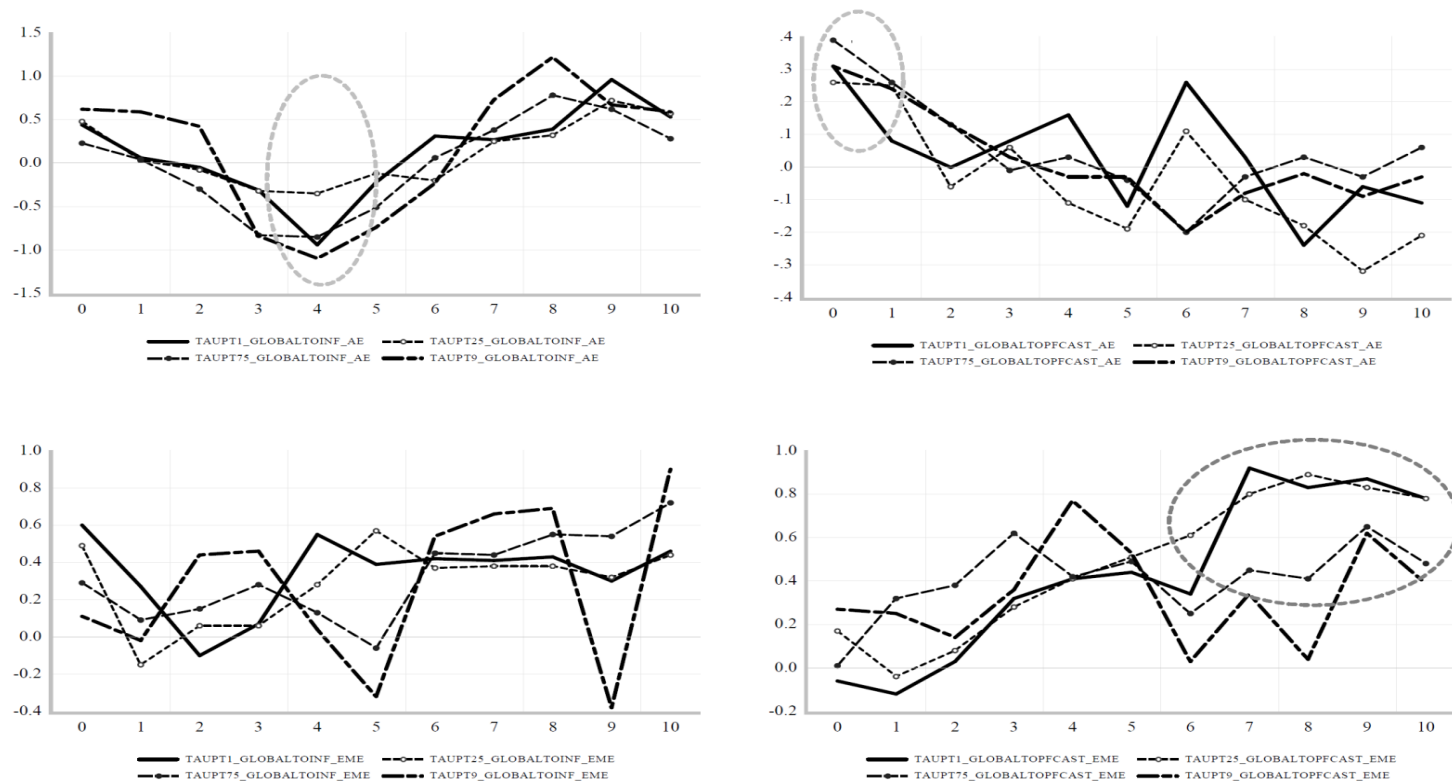 1.5
1.0
0.5
0.0
-0.5
-1.0
-1.5
0 1 2 3 4 5 6 7 8 9 10
TAUPT1_GLOBALTOINF_AE TAUPT25_GLOBALTOINF_AE
TAUPT75_GLOBALTOINF_AE TAUPT9_GLOBALTOINF_AE
.4
.3
.2
.1
.0
-.1
-.2
-.3
-.4
0 1 2 3 4 5 6 7 8 9 10
TAUPT1_GLOBALTOPFCAST_AE TAUPT25_GLOBALTOPFCAST_AE
TAUPT75_GLOBALTOPFCAST_AE TAUPT9_GLOBALTOPFCAST_AE
1.0
0.8
0.6
0.4
0.2
0.0
-0.2
-0.4
0 1 2 3 4 5 6 7 8 9 10
TAUPT1_GLOBALTOINF_EME TAUPT25_GLOBALTOINF_EME
TAUPT75_GLOBALTOINF_EME TAUPT9_GLOBALTOINF_EME
1.0
0.8
0.6
0.4
0.2
0.0
-0.2
0 1 2 3 4 5 6 7 8 9 10
TAUPT1_GLOBALTOPFCAST_EME TAUPT25_GLOBALTOPFCAST_EME
TAUPT75_GLOBALTOPFCAST_EME TAUPT9_GLOBALTOPFCAST_EME